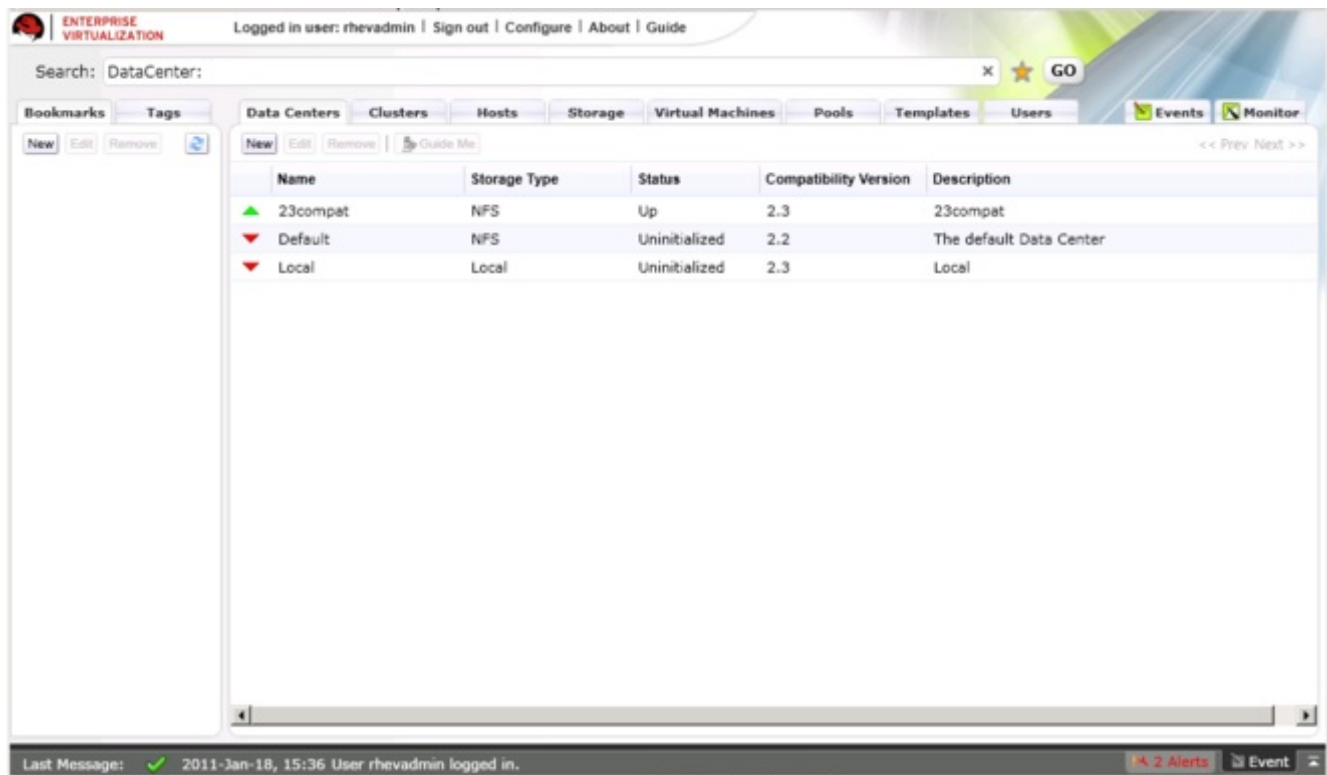 ENTERPRISE
VIRTUALIZATION
Logged in user: rhevadmin | Sign out | Configure | About | Guide
Search: DataCenter: × GO
Bookmarks Tags Data Centers Clusters Hosts Storage Virtual Machines Pools Templates Users Events Monitor
New Edit Remove New Edit Remove | Guide Me << Prev Next >>
Name Storage Type Status Compatibility Version Description
23compat NFS Up 2.3 23compat
Default NFS Uninitialized 2.2 The default Data Center
Local Local Uninitialized 2.3 Local
Last Message: 2011-Jan-18, 15:36 User rhevadmin logged in. 2 Alerts Event